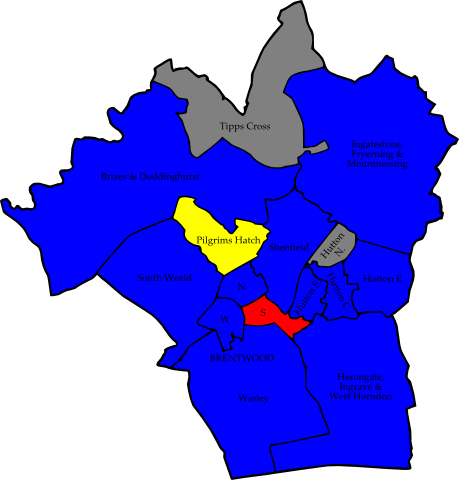 Tipps Cross
Ingatestone,
Fryerning &
Mountnessing
Brizes & Doddinghurst
Pilgrims Hatch
Shenfield
Hutton
N.
South Weald
Hutton E.
N
Hutton S.
Hutton C.
S
W
BRENTWOOD
Warley
Herongate,
Ingrave &
West Horndon